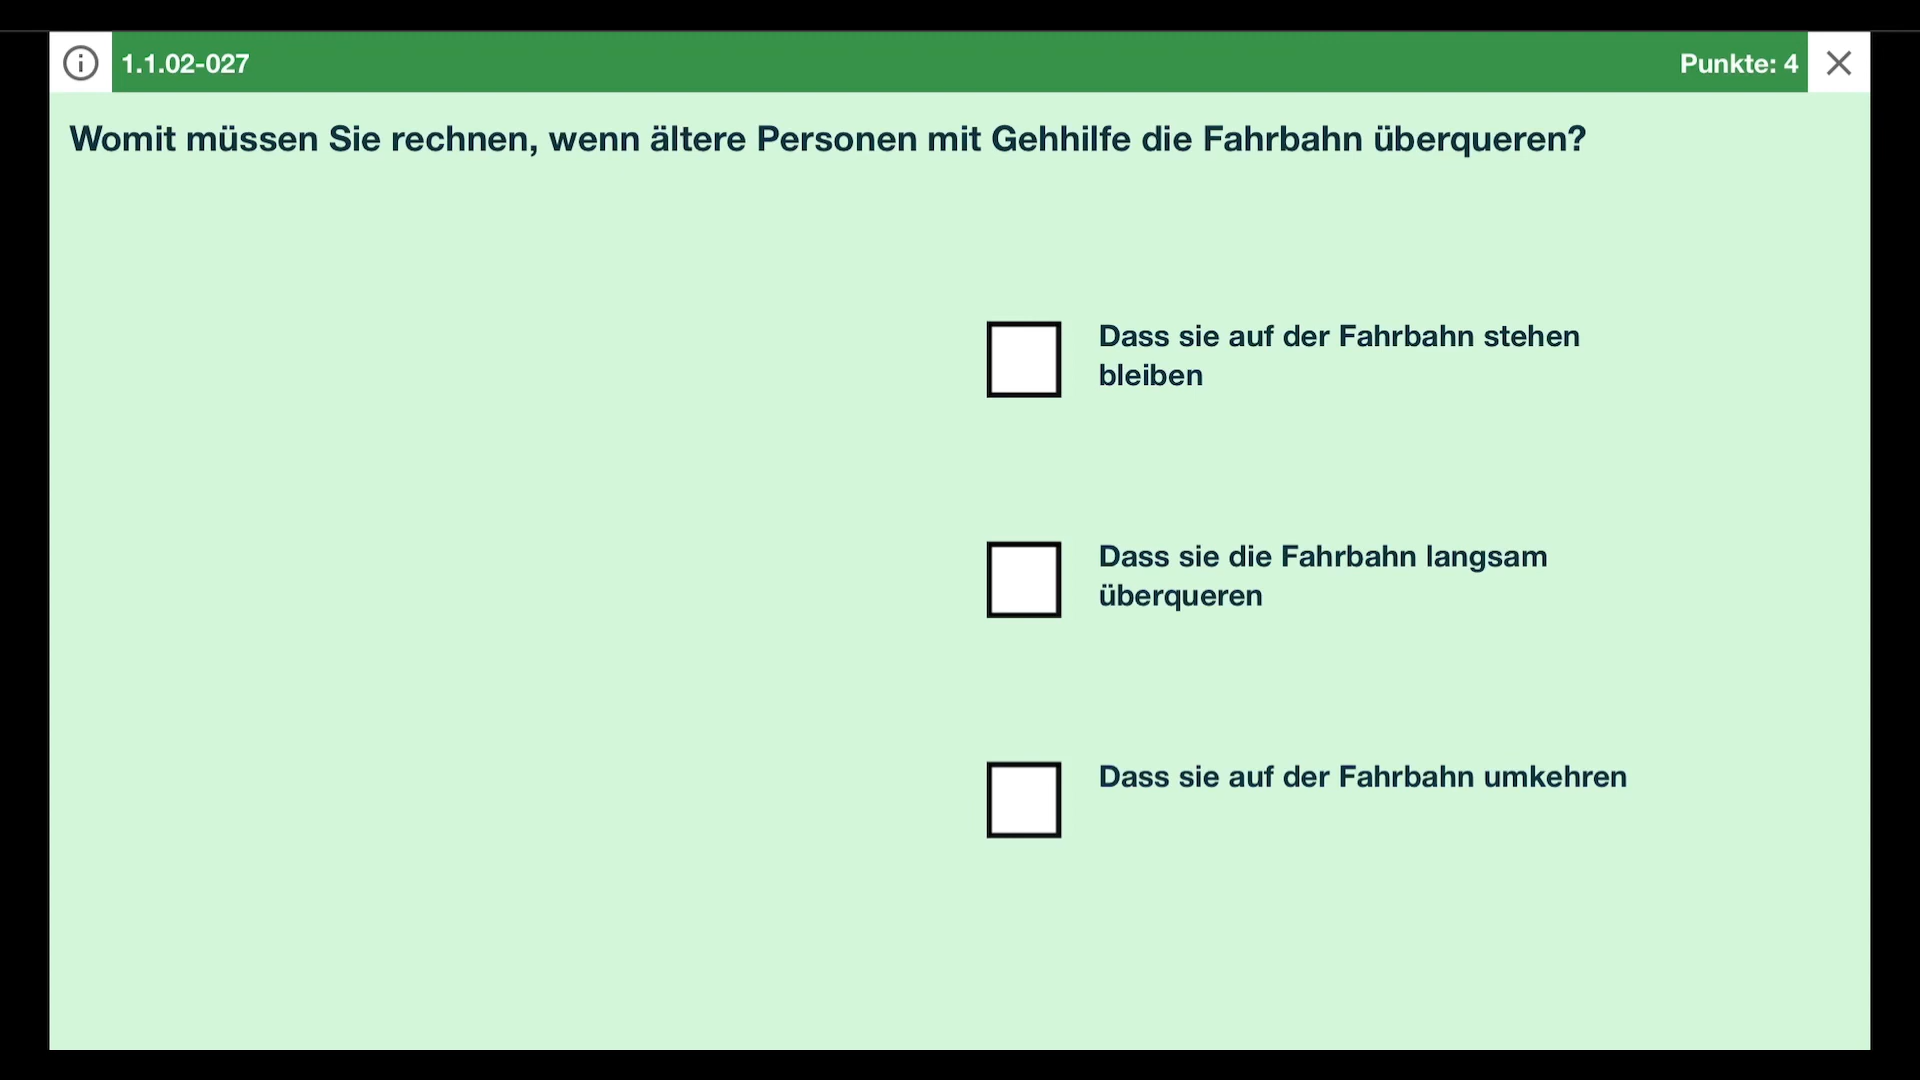 1.1.02-027
Punkte: 4
Womit müssen Sie rechnen, wenn ältere Personen mit Gehhilfe die Fahrbahn überqueren?
Dass sie auf der Fahrbahn stehen
bleiben
Dass sie die Fahrbahn langsam
überqueren
Dass sie auf der Fahrbahn umkehren